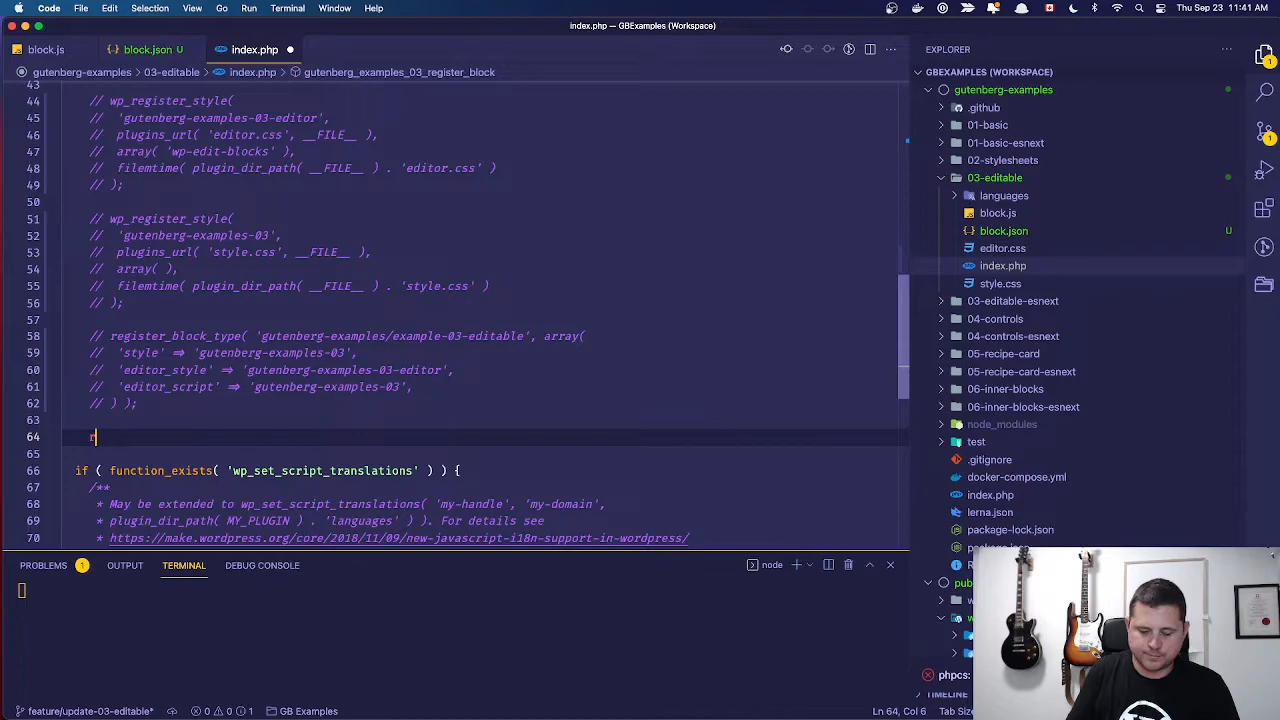 Code File Edit Selection View Go Run Terminal Window Help Thu Sep 23 11:41 AM
index.php — GBExamples (Workspace)
block.js block.json U index.php EXPLORER
gutenberg-examples 03-editable index.php gutenberg_examples_03_register_block
43
44 // wp_register_style(
45 // 'gutenberg-examples-03-editor',
46 // plugins_url( 'editor.css', __FILE__ ),
47 // array( 'wp-edit-blocks' ),
48 // filemtime( plugin_dir_path( __FILE__ ) . 'editor.css' )
49 // );
50
51 // wp_register_style(
52 // 'gutenberg-examples-03',
53 // plugins_url( 'style.css', __FILE__ ),
54 // array( ),
55 // filemtime( plugin_dir_path( __FILE__ ) . 'style.css' )
56 // );
57
58 // register_block_type( 'gutenberg-examples/example-03-editable', array(
59 // 'style' => 'gutenberg-examples-03',
60 // 'editor_style' => 'gutenberg-examples-03-editor',
61 // 'editor_script' => 'gutenberg-examples-03',
62 // ) );
63
64 r
65
66 if ( function_exists( 'wp_set_script_translations' ) ) {
67 /**
68 * May be extended to wp_set_script_translations( 'my-handle', 'my-domain',
69 * plugin_dir_path( MY_PLUGIN ) . 'languages' ) ). For details see
70 * https://make.wordpress.org/core/2018/11/09/new-javascript-i18n-support-in-wordpress/
GBEXAMPLES (WORKSPACE)
gutenberg-examples
.github
01-basic
01-basic-esnext
02-stylesheets
03-editable
languages
block.js
block.json U
editor.css
index.php
style.css
03-editable-esnext
04-controls
04-controls-esnext
05-recipe-card
05-recipe-card-esnext
06-inner-blocks
06-inner-blocks-esnext
node_modules
test
.gitignore
docker-compose.yml
index.php
lerna.json
package-lock.json
1
1
PROBLEMS 1 OUTPUT TERMINAL DEBUG CONSOLE node
pub
phpcs:
TIMELINE
feature/update-03-editable* 0 0 1 GB Examples Ln 64, Col 6 Tab Size